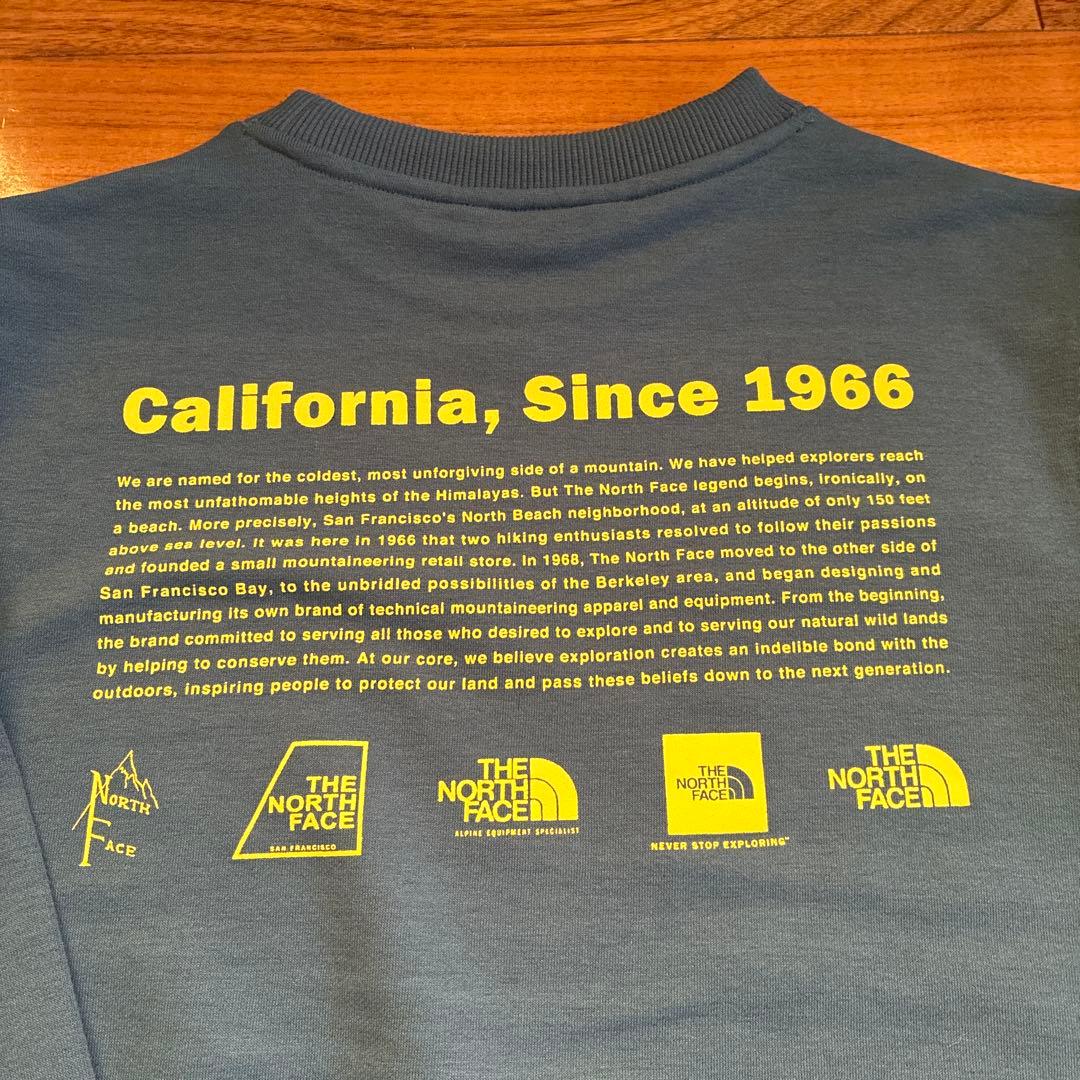 California, Since 1966
We are named for the coldest, most unforgiving side of a mountain. We have helped explorers reach
the most unfathomable heights of the Himalayas. But The North Face legend begins, ironically, on
a beach. More precisely, San Francisco's North Beach neighborhood, at an altitude of only 150 feet
above sea level. It was here in 1966 that two hiking enthusiasts resolved to follow their passions
and founded a small mountaineering retail store. In 1968, The North Face moved to the other side of
San Francisco Bay, to the unbridled possibilities of the Berkeley area, and began designing and
manufacturing its own brand of technical mountaineering apparel and equipment. From the beginning,
the brand committed to serving all those who desired to explore and to serving our natural wild lands
by helping to conserve them. At our core, we believe exploration creates an indelible bond with the
outdoors, inspiring people to protect our land and pass these beliefs down to the next generation.
NORTH
FACE
THE
NORTH
FACE
SAN FRANCISCO
THE
NORTH
FACE
ALPINE EQUIPMENT SPECIALIST
THE
NORTH
FACE
NEVER STOP EXPLORING™
THE
NORTH
FACE